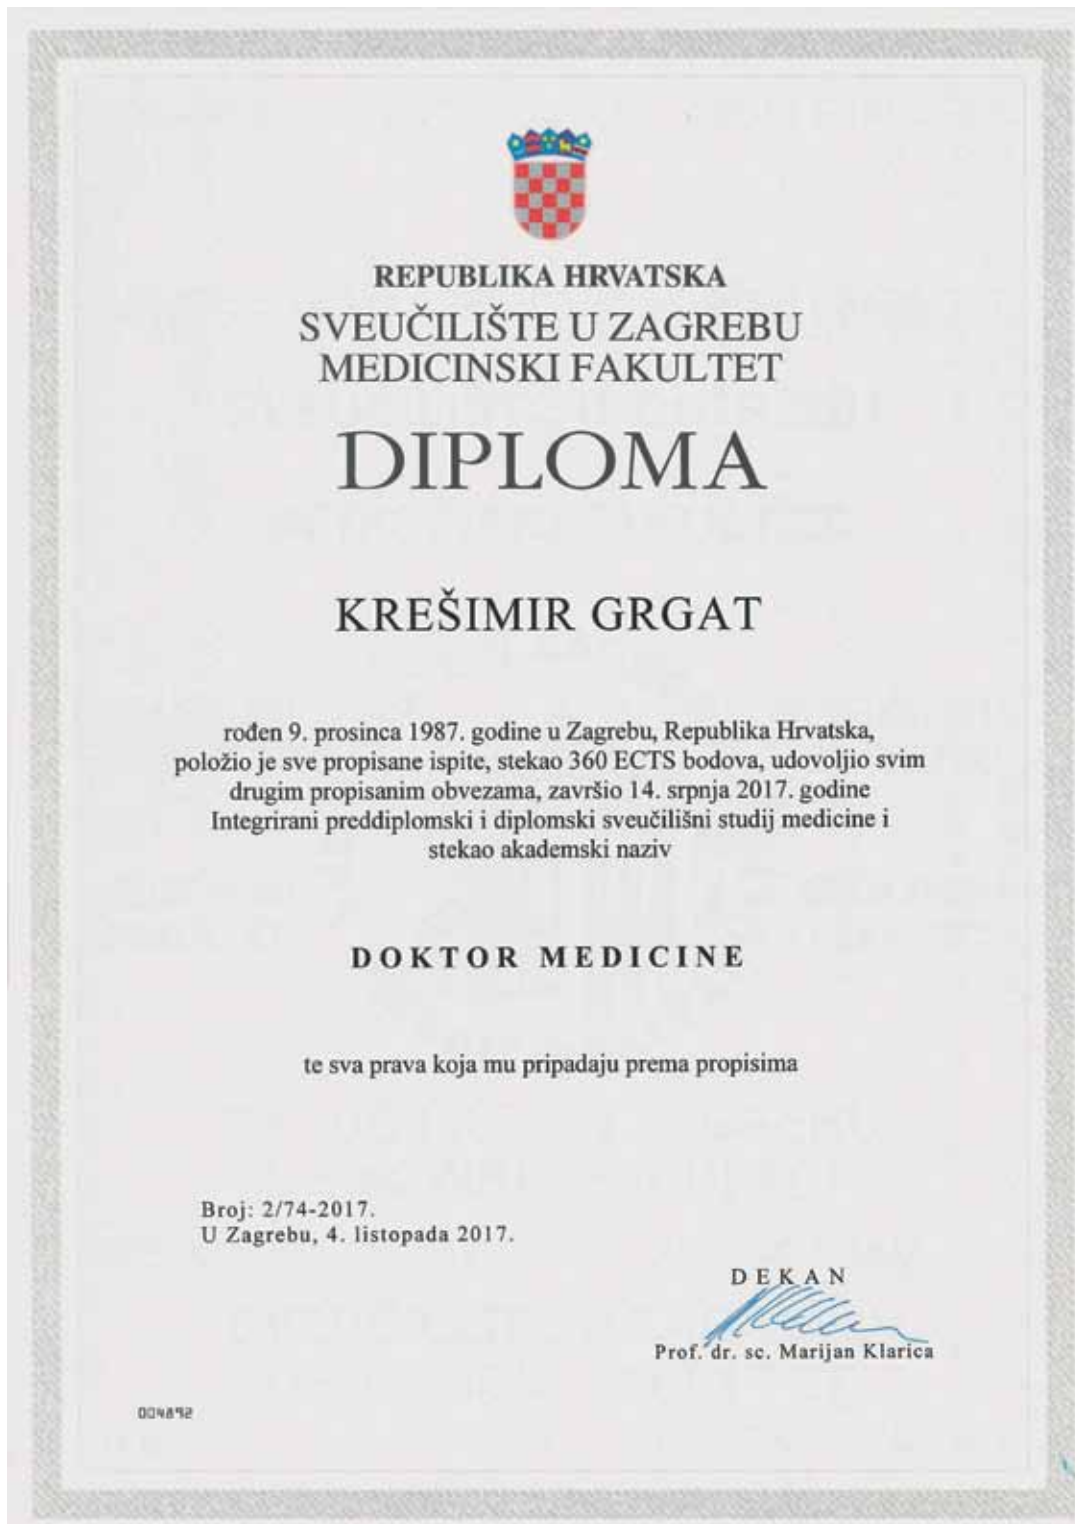 REPUBLIKA HRVATSKA
SVEUČILIŠTE U ZAGREBU
MEDICINSKI FAKULTET
DIPLOMA
KREŠIMIR GRGAT
rođen 9. prosinca 1987. godine u Zagrebu, Republika Hrvatska,
položio je sve propisane ispite, stekao 360 ECTS bodova, udovoljio svim
drugim propisanim obvezama, završio 14. srpnja 2017. godine
Integrirani preddiplomski i diplomski sveučilišni studij medicine i
stekao akademski naziv
DOKTOR MEDICINE
te sva prava koja mu pripadaju prema propisima
Broj: 2/74-2017.
U Zagrebu, 4. listopada 2017.
DEKAN
Prof. dr. sc. Marijan Klarica
004892